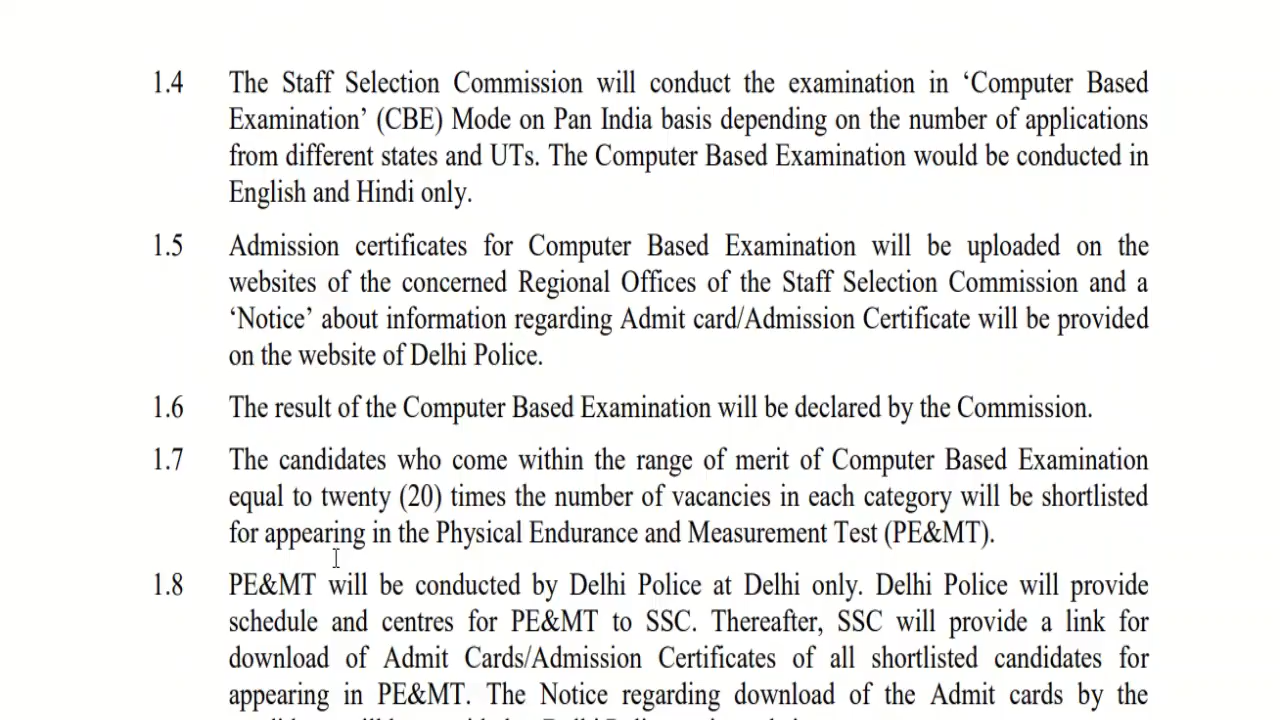 1.4 The Staff Selection Commission will conduct the examination in ‘Computer Based
Examination’ (CBE) Mode on Pan India basis depending on the number of applications
from different states and UTs. The Computer Based Examination would be conducted in
English and Hindi only.
1.5 Admission certificates for Computer Based Examination will be uploaded on the
websites of the concerned Regional Offices of the Staff Selection Commission and a
‘Notice’ about information regarding Admit card/Admission Certificate will be provided
on the website of Delhi Police.
1.6 The result of the Computer Based Examination will be declared by the Commission.
1.7 The candidates who come within the range of merit of Computer Based Examination
equal to twenty (20) times the number of vacancies in each category will be shortlisted
for appearing in the Physical Endurance and Measurement Test (PE&MT).
1.8 PE&MT will be conducted by Delhi Police at Delhi only. Delhi Police will provide
schedule and centres for PE&MT to SSC. Thereafter, SSC will provide a link for
download of Admit Cards/Admission Certificates of all shortlisted candidates for
appearing in PE&MT. The Notice regarding download of the Admit cards by the